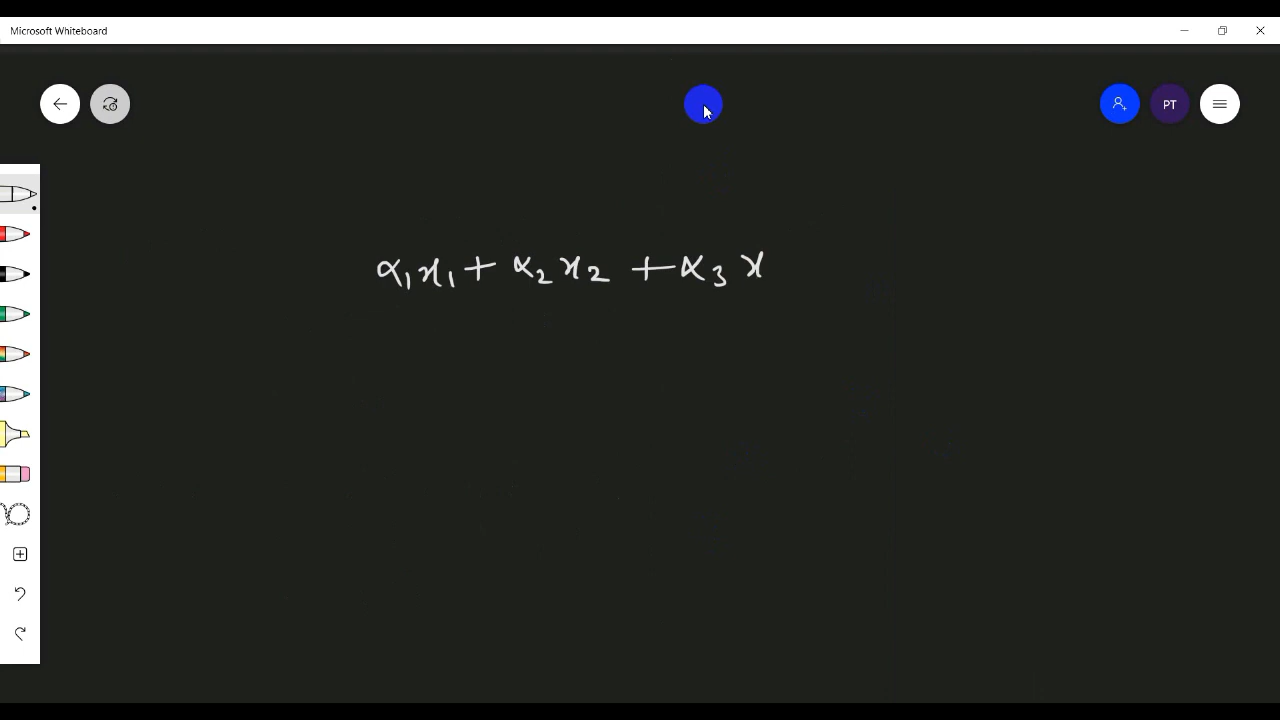 Microsoft Whiteboard
PT
α₁x₁ + α₂x₂ + α₃x